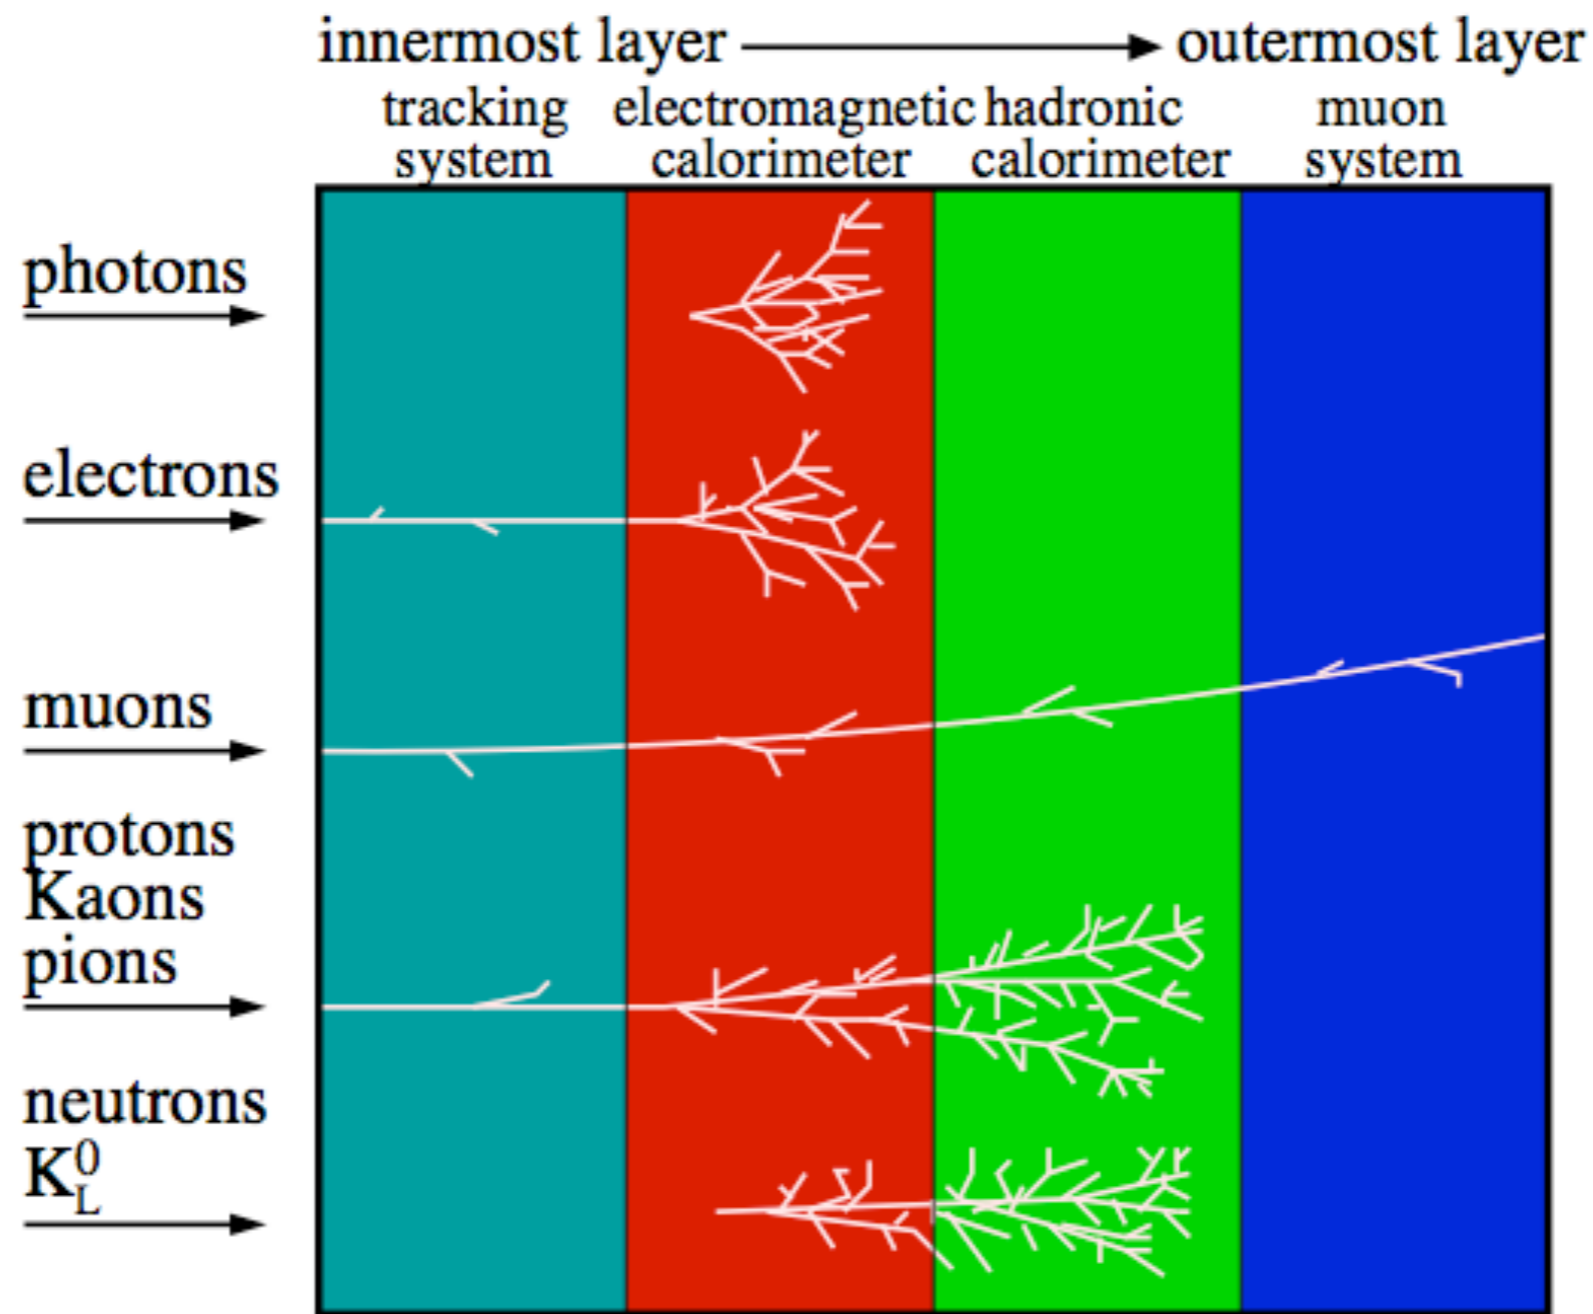 innermost layer outermost layer
tracking electromagnetic hadronic muon
system calorimeter calorimeter system
photons
electrons
muons
protons
Kaons
pions
neutrons
K⁰_L